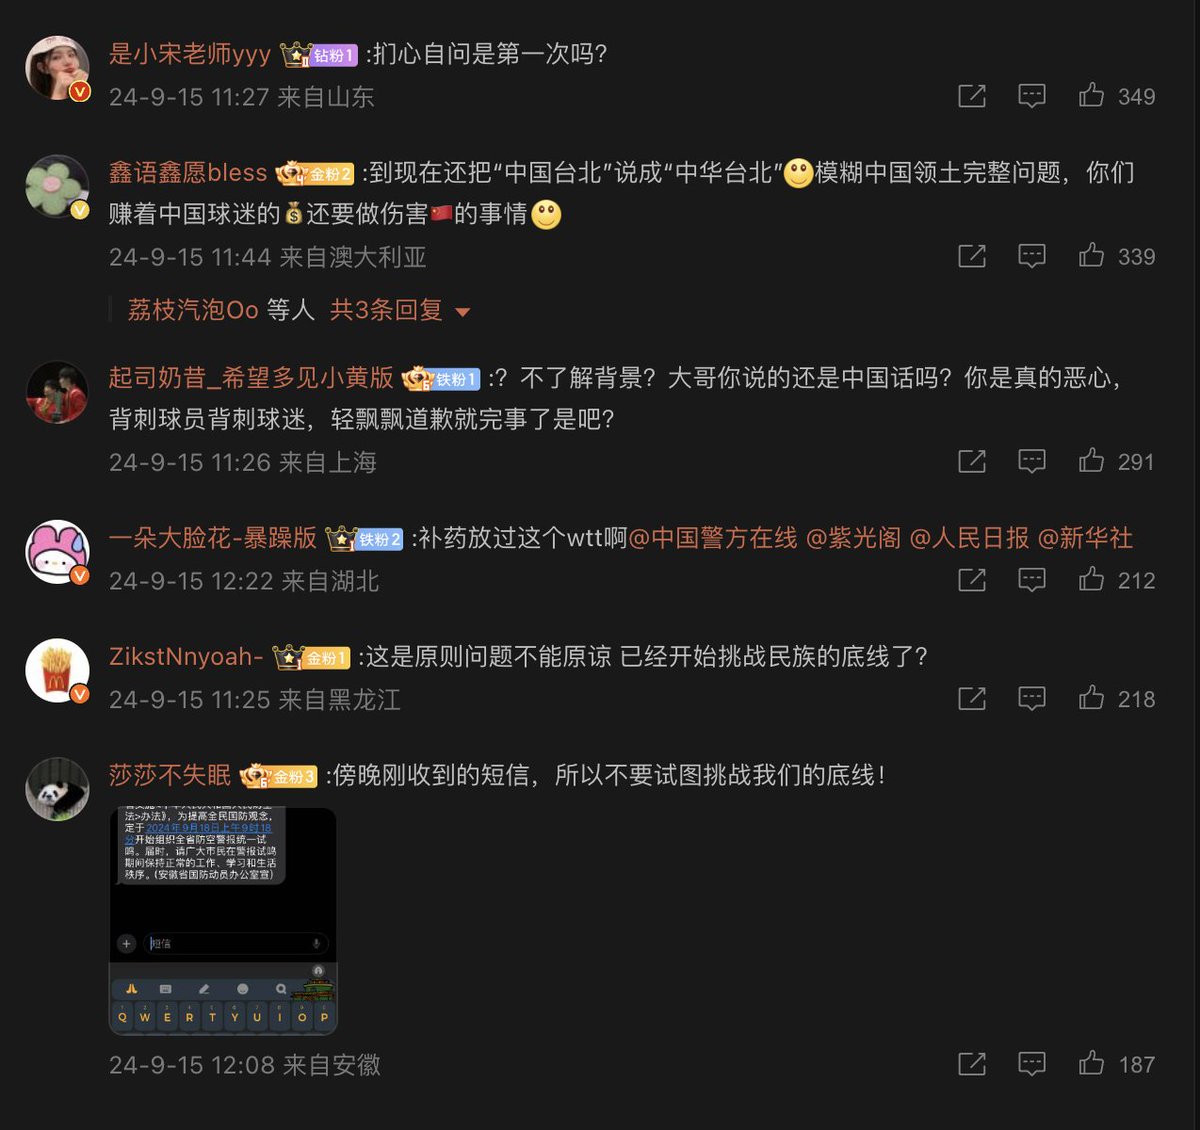 是小宋老师yyy II 钻粉1 :扪心自问是第一次吗?
24-9-15 11:27 来自山东
349
鑫语鑫愿bless 4 金粉2 :到现在还把“中国台北”说成“中华台北”模糊中国领土完整问题，你们
赚着中国球迷的💰还要做伤害🇨🇳的事情
24-9-15 11:44 来自澳大利亚
339
荔枝汽泡Oo 等人 共3条回复
起司奶昔_希望多见小黄版 6 铁粉1 :? 不了解背景? 大哥你说的还是中国话吗? 你是真的恶心，
背刺球员背刺球迷，轻飘飘道歉就完事了是吧?
24-9-15 11:26 来自上海
291
一朵大脸花-暴躁版 铁粉2 :补药放过这个wtt啊@中国警方在线 @紫光阁 @人民日报 @新华社
24-9-15 12:22 来自湖北
212
ZikstNnyoah- 金粉1 :这是原则问题不能原谅 已经开始挑战民族的底线了?
24-9-15 11:25 来自黑龙江
218
莎莎不失眠 6 金粉3 :傍晚刚收到的短信，所以不要试图挑战我们的底线!
法>办法》，为提高全民国防观念，
定于2024年9月18日上午9时18
分开始组织全省防空警报统一试
鸣。届时，请广大市民在警报试鸣
期间保持正常的工作、学习和生活
秩序。(安徽省国防动员办公室宣)
短信
Q W E R T Y U I O P
24-9-15 12:08 来自安徽
187